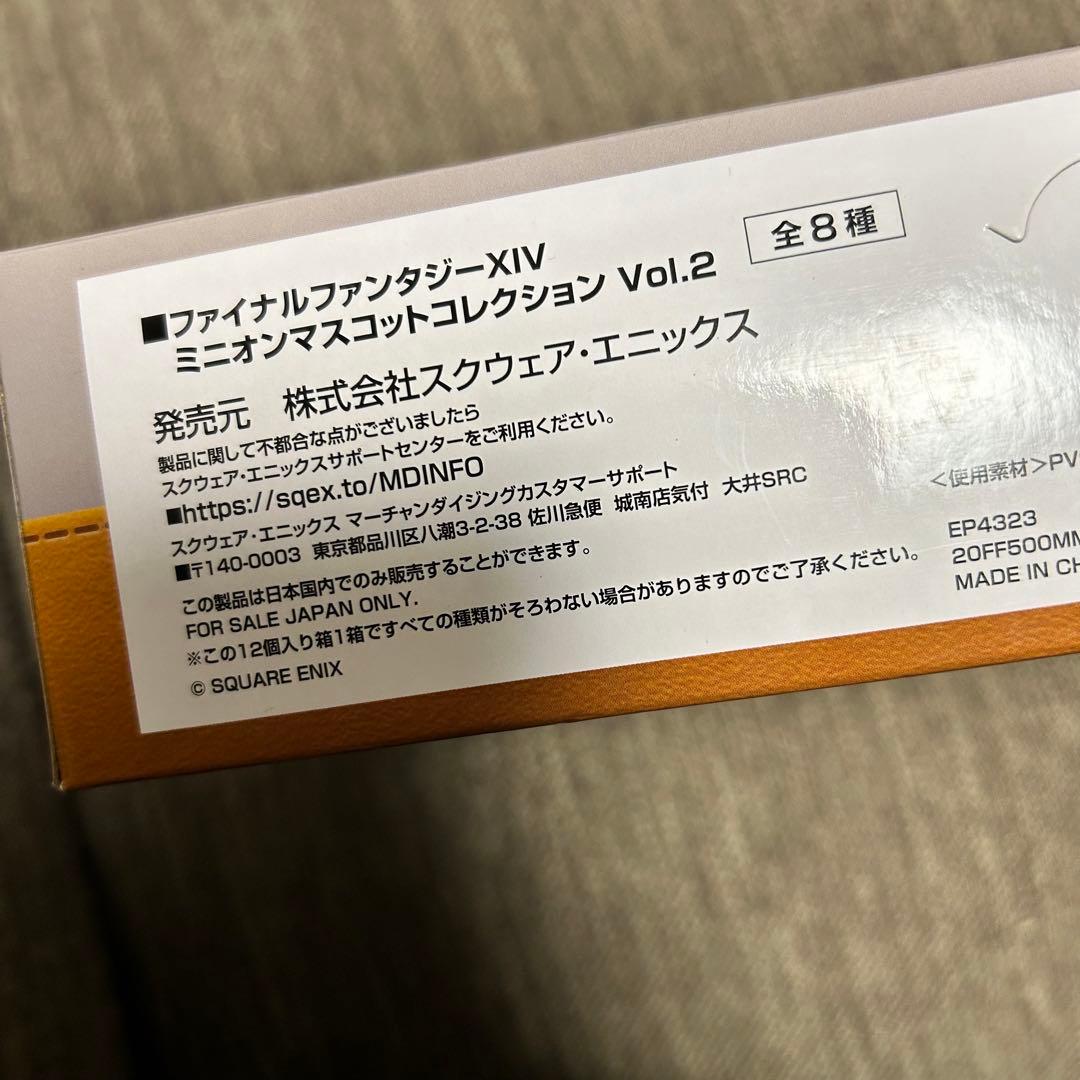 ■ファイナルファンタジーXIV
ミニオンマスコットコレクション Vol.2
全8種
発売元 株式会社スクウェア・エニックス
製品に関して不都合な点がございましたら
スクウェア・エニックスサポートセンターをご利用ください。
■https://sqex.to/MDINFO
スクウェア・エニックス マーチャンダイジングカスタマーサポート
■〒140-0003 東京都品川区八潮3-2-38 佐川急便 城南店気付 大井SRC
この製品は日本国内でのみ販売することができます。
FOR SALE JAPAN ONLY.
※この12個入り箱1箱ですべての種類がそろわない場合がありますのでご了承ください。
© SQUARE ENIX
<使用素材>PV
EP4323
20FF500MM
MADE IN CH